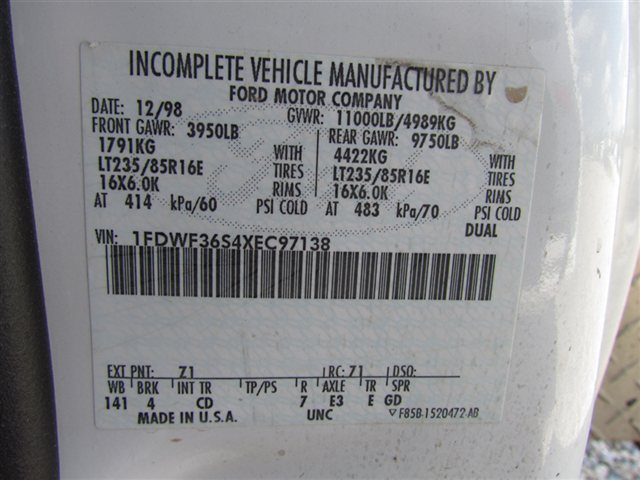 INCOMPLETE VEHICLE MANUFACTURED BY
FORD MOTOR COMPANY
DATE: 12/98 GVWR: 11000LB/4989KG
FRONT GAWR: 3950LB REAR GAWR: 9750LB
1791KG WITH 4422KG WITH
LT235/85R16E TIRES LT235/85R16E TIRES
16X6.0K RIMS 16X6.0K RIMS
AT 414 kPa/60 PSI COLD AT 483 kPa/70 PSI COLD
DUAL
VIN: 1FDWF36S4XEC97138
EXT PNT: Z1 RC: 71 DSO:
WB BRK INT TR TP/PS R AXLE TR SPR
141 4 CD 7 E3 E GD
MADE IN U.S.A. UNC F85B-1520472-AB